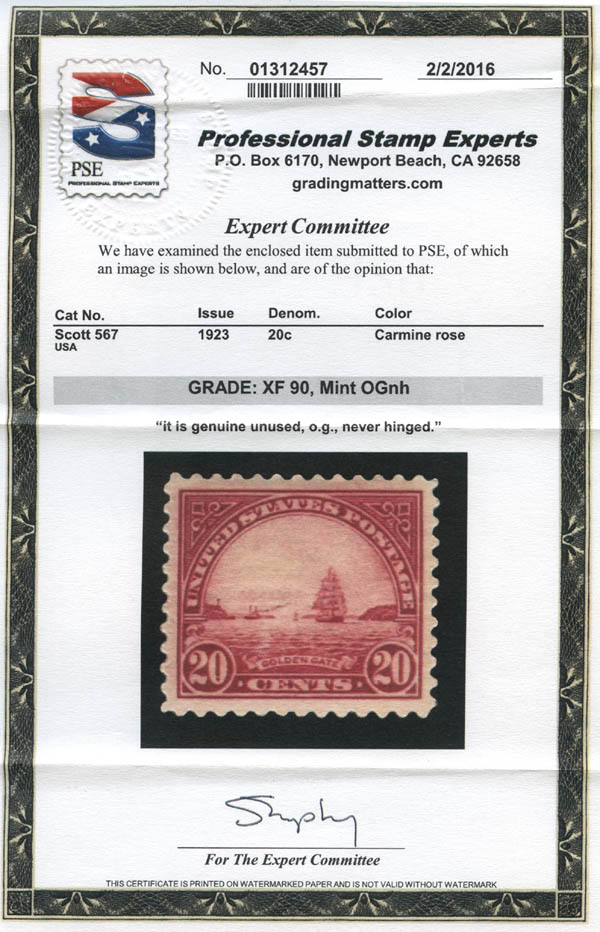 No. 01312457 2/2/2016
PSE
PROFESSIONAL STAMP EXPERTS
Professional Stamp Experts
P.O. Box 6170, Newport Beach, CA 92658
gradingmatters.com
Expert Committee
We have examined the enclosed item submitted to PSE, of which
an image is shown below, and are of the opinion that:
Cat No. Issue Denom. Color
Scott 567 1923 20c Carmine rose
USA
GRADE: XF 90, Mint OGnh
“it is genuine unused, o.g., never hinged.”
UNITED STATES POSTAGE
GOLDEN GATE
20 CENTS 20
For The Expert Committee
THIS CERTIFICATE IS PRINTED ON WATERMARKED PAPER AND IS NOT VALID WITHOUT WATERMARK